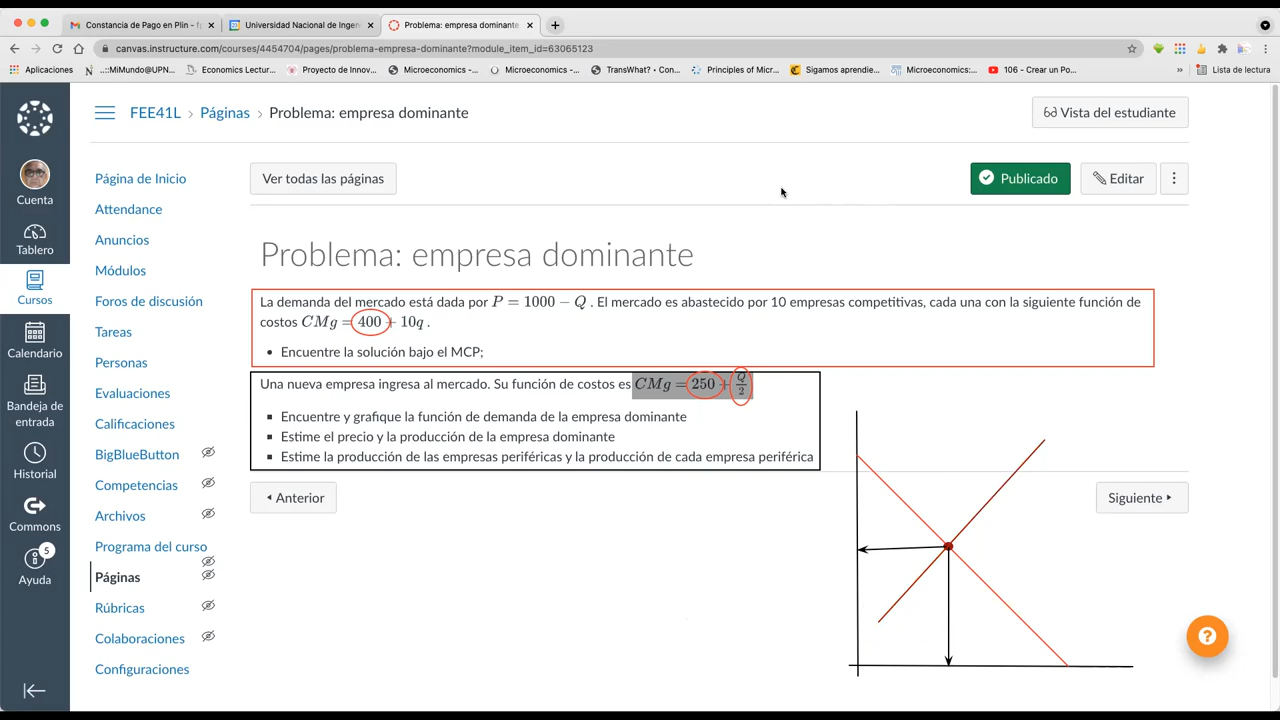 Constancia de Pago en Plin - f
Universidad Nacional de Ingen
Problema: empresa dominante
canvas.instructure.com/courses/4454704/pages/problema-empresa-dominante?module_item_id=63065123
Aplicaciones
N ..::MiMundo@UPN...
Economics Lectur...
Proyecto de Innov...
Microeconomics -...
Microeconomics:...
TransWhat? • Con...
Principles of Micr...
Sigamos aprendie...
Microeconomic:...
106 - Crear un Po...
»
Lista de lectura
FEE41L › Páginas › Problema: empresa dominante
Vista del estudiante
Cuenta
Tablero
Cursos
Calendario
Bandeja de entrada
Historial
Commons
5
Ayuda
Página de Inicio
Attendance
Anuncios
Módulos
Foros de discusión
Tareas
Personas
Evaluaciones
Calificaciones
BigBlueButton
Competencias
Archivos
Programa del curso
Páginas
Rúbricas
Colaboraciones
Configuraciones
Ver todas las páginas
Publicado
Editar
Problema: empresa dominante
La demanda del mercado está dada por P = 1000 − Q . El mercado es abastecido por 10 empresas competitivas, cada una con la siguiente función de
costos CMg = 400 + 10q .
• Encuentre la solución bajo el MCP;
Una nueva empresa ingresa al mercado. Su función de costos es CMg = 250 + Q/2
▪ Encuentre y grafique la función de demanda de la empresa dominante
▪ Estime el precio y la producción de la empresa dominante
▪ Estime la producción de las empresas periféricas y la producción de cada empresa periférica
Anterior
Siguiente
?